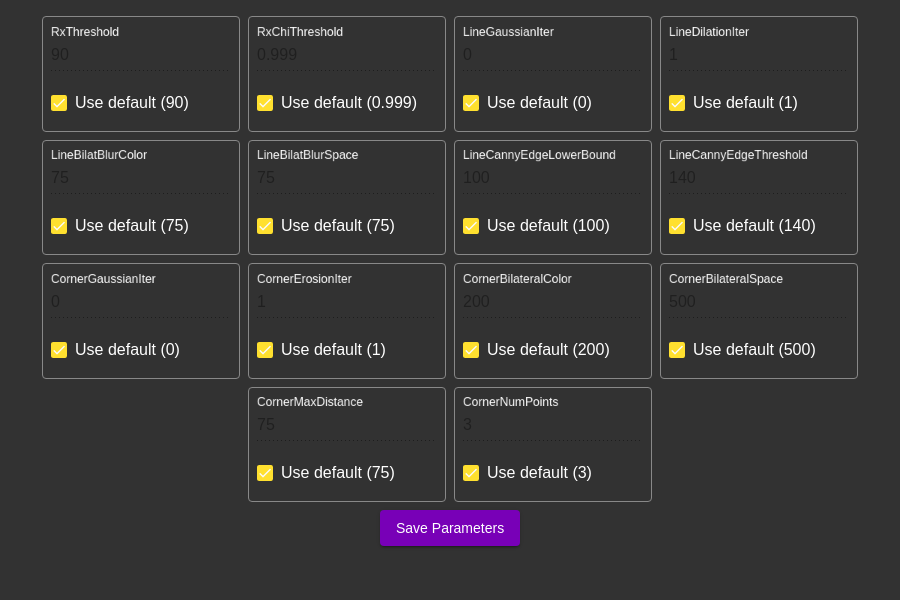 RxThreshold
90
Use default (90)
RxChiThreshold
0.999
Use default (0.999)
LineGaussianIter
0
Use default (0)
LineDilationIter
1
Use default (1)
LineBilatBlurColor
75
Use default (75)
LineBilatBlurSpace
75
Use default (75)
LineCannyEdgeLowerBound
100
Use default (100)
LineCannyEdgeThreshold
140
Use default (140)
CornerGaussianIter
0
Use default (0)
CornerErosionIter
1
Use default (1)
CornerBilateralColor
200
Use default (200)
CornerBilateralSpace
500
Use default (500)
CornerMaxDistance
75
Use default (75)
CornerNumPoints
3
Use default (3)
Save Parameters